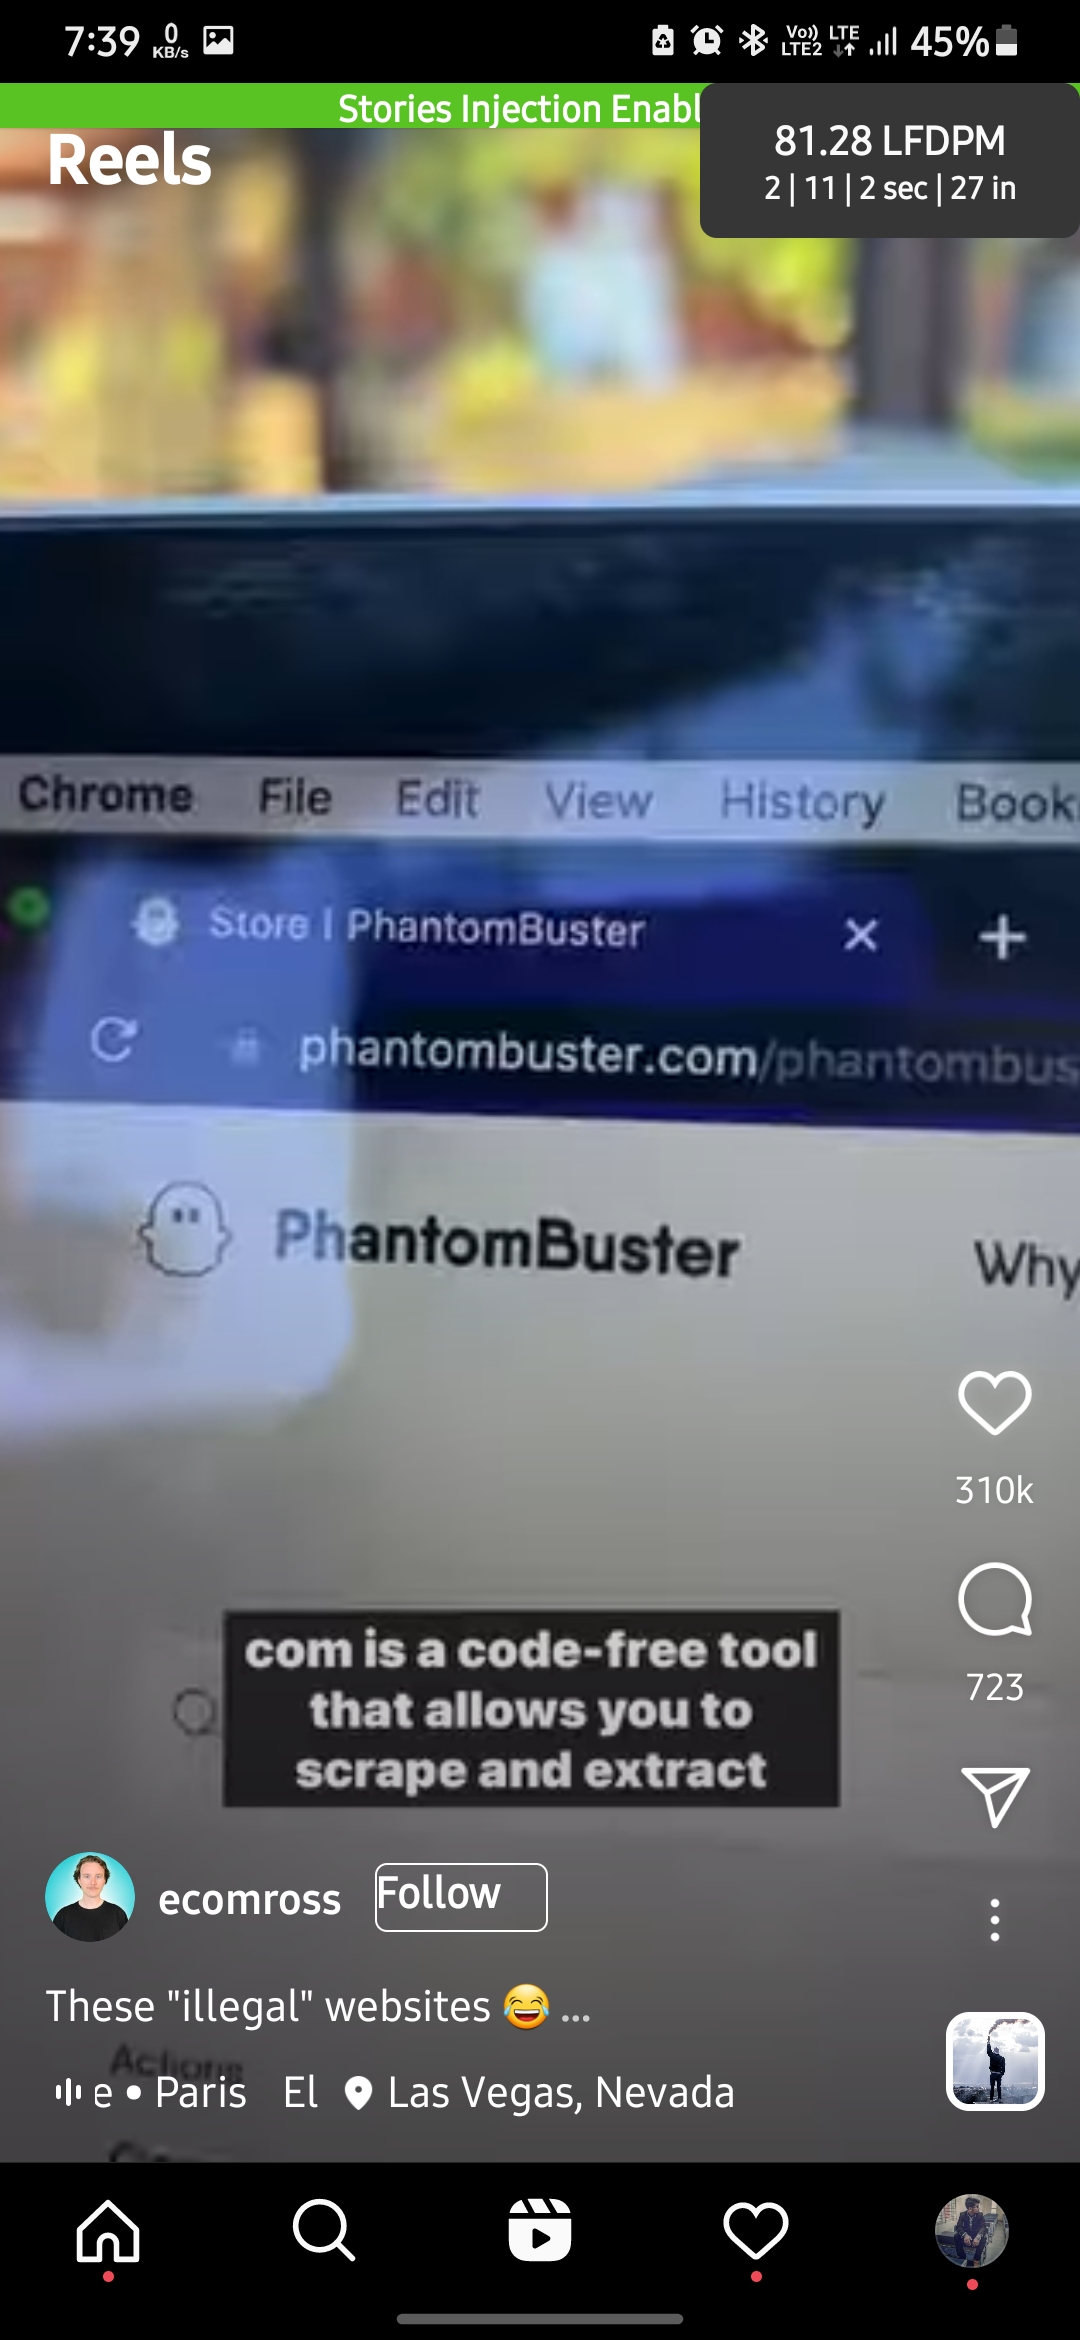 7:39 0 KB/s Vo)) LTE2 LTE 45%
Stories Injection Enabl
81.28 LFDPM
2 | 11 | 2 sec | 27 in
Reels
Chrome File Edit View History Book
Store | PhantomBuster
phantombuster.com/phantombus
PhantomBuster Why
310k
com is a code-free tool
that allows you to
scrape and extract
723
ecomross Follow
These "illegal" websites 😂 ...
Actions
e • Paris El Las Vegas, Nevada